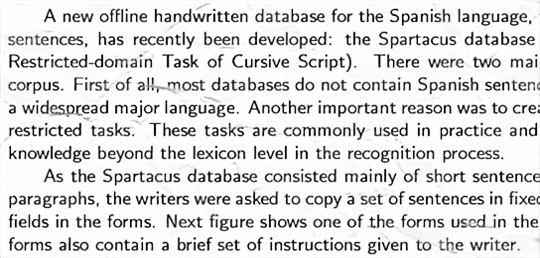 A new offline handwritten database for the Spanish language,
sentences, has recently been developed: the Spartacus database
Restricted-domain Task of Cursive Script). There were two mai
corpus. First of all, most databases do not contain Spanish senten
a widespread major language. Another important reason was to crea
restricted tasks. These tasks are commonly used in practice and
knowledge beyond the lexicon level in the recognition process.
As the Spartacus database consisted mainly of short sentence
paragraphs, the writers were asked to copy a set of sentences in fixed
fields in the forms. Next figure shows one of the forms used in the
forms also contain a brief set of instructions given to the writer.